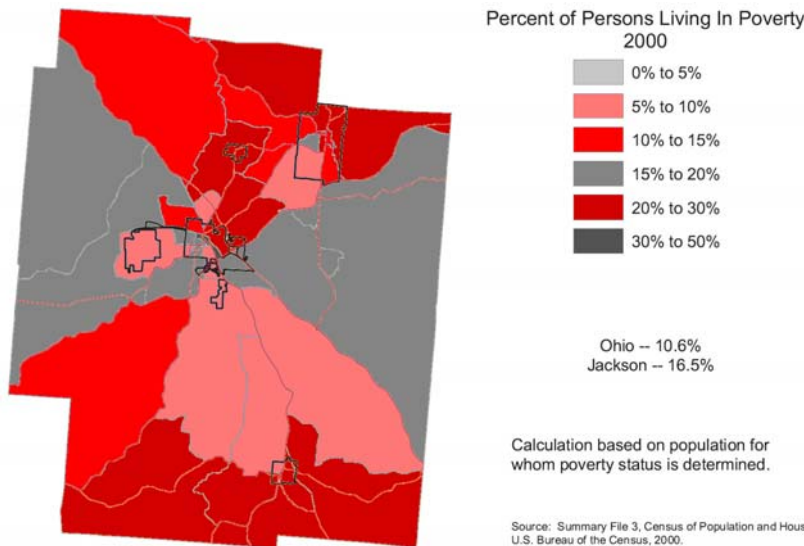 Percent of Persons Living In Poverty
2000
0% to 5%
5% to 10%
10% to 15%
15% to 20%
20% to 30%
30% to 50%
Ohio -- 10.6%
Jackson -- 16.5%
Calculation based on population for
whom poverty status is determined.
Source: Summary File 3, Census of Population and Hous
U.S. Bureau of the Census, 2000.